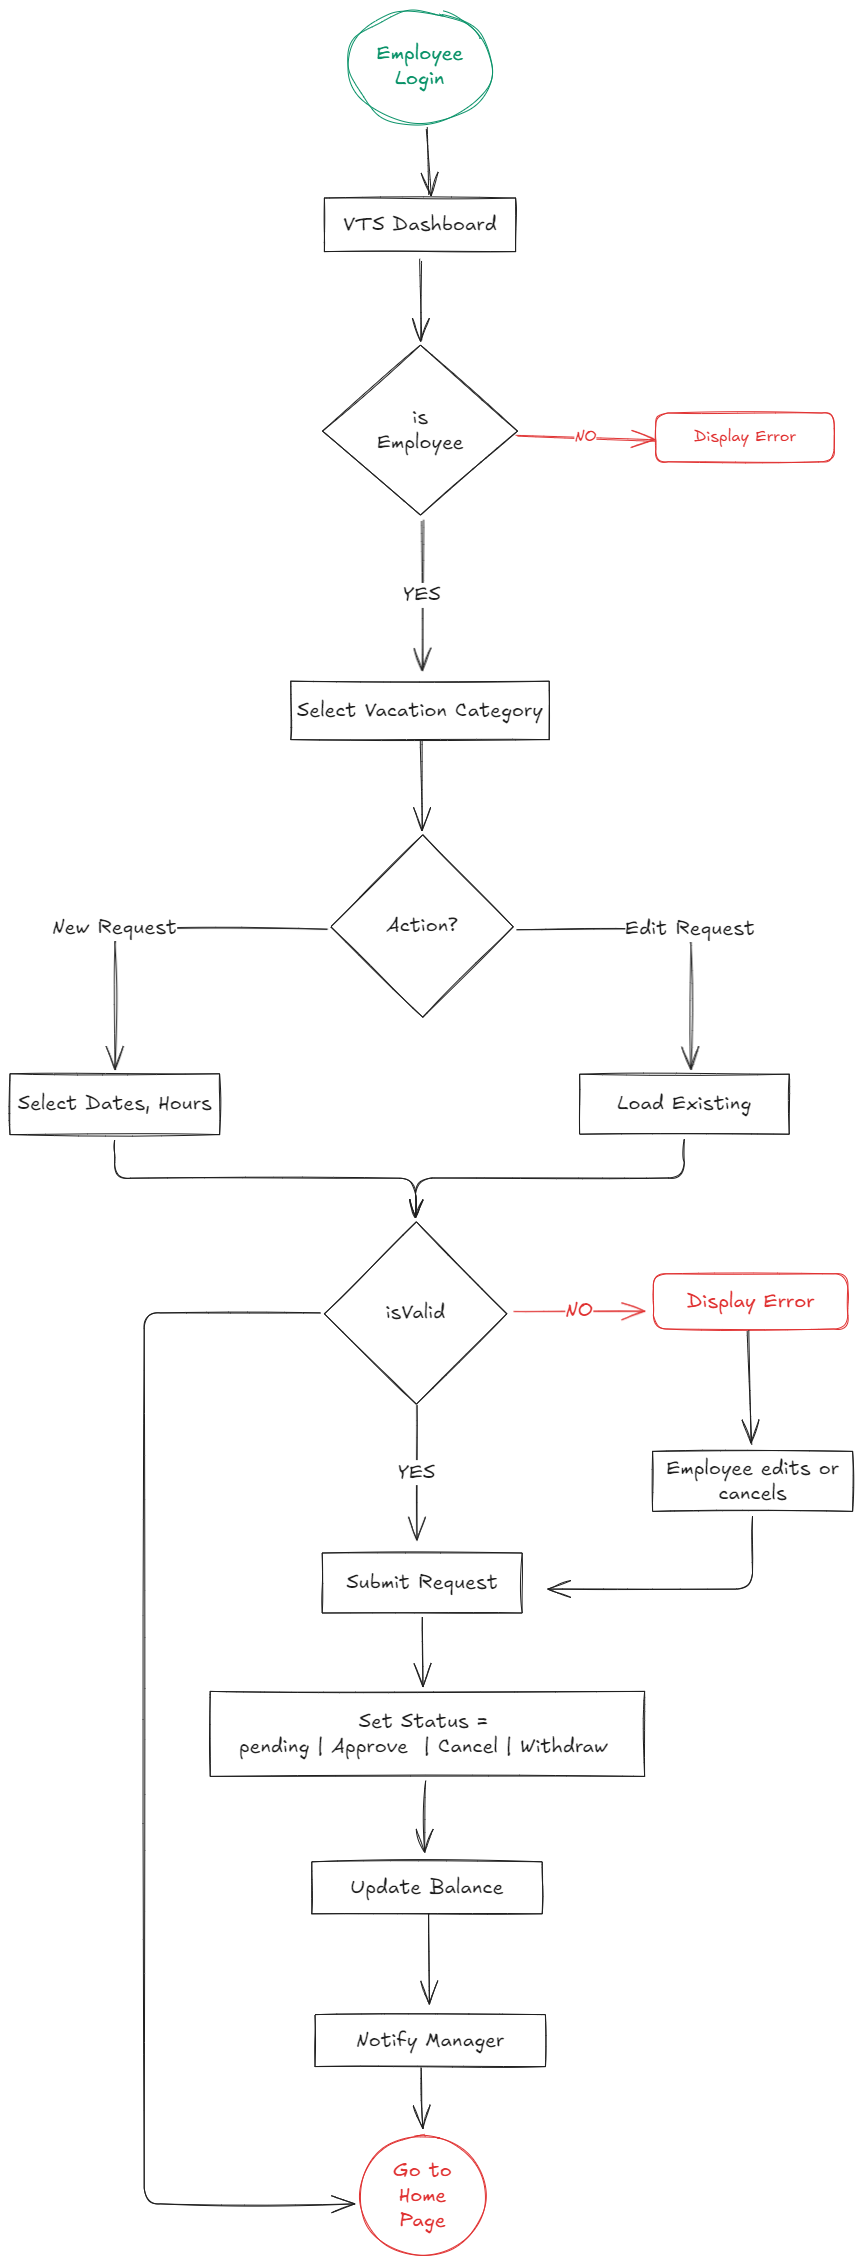 Employee
Login
VTS Dashboard
is
Employee
NO
Display Error
YES
Select Vacation Category
Action?
New Request
Edit Request
Select Dates, Hours
Load Existing
isValid
NO
Display Error
YES
Employee edits or
cancels
Submit Request
Set Status =
pending | Approve | Cancel | Withdraw
Update Balance
Notify Manager
Go to
Home
Page